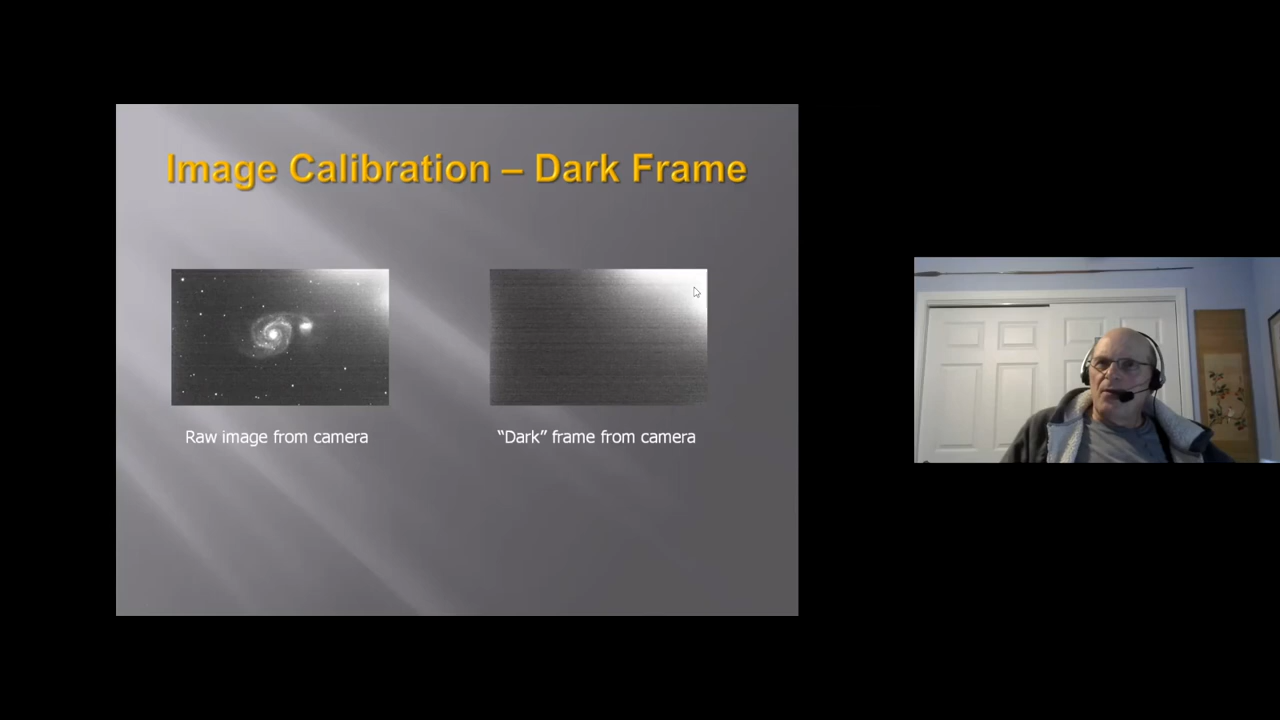 Image Calibration – Dark Frame
Raw image from camera
“Dark” frame from camera